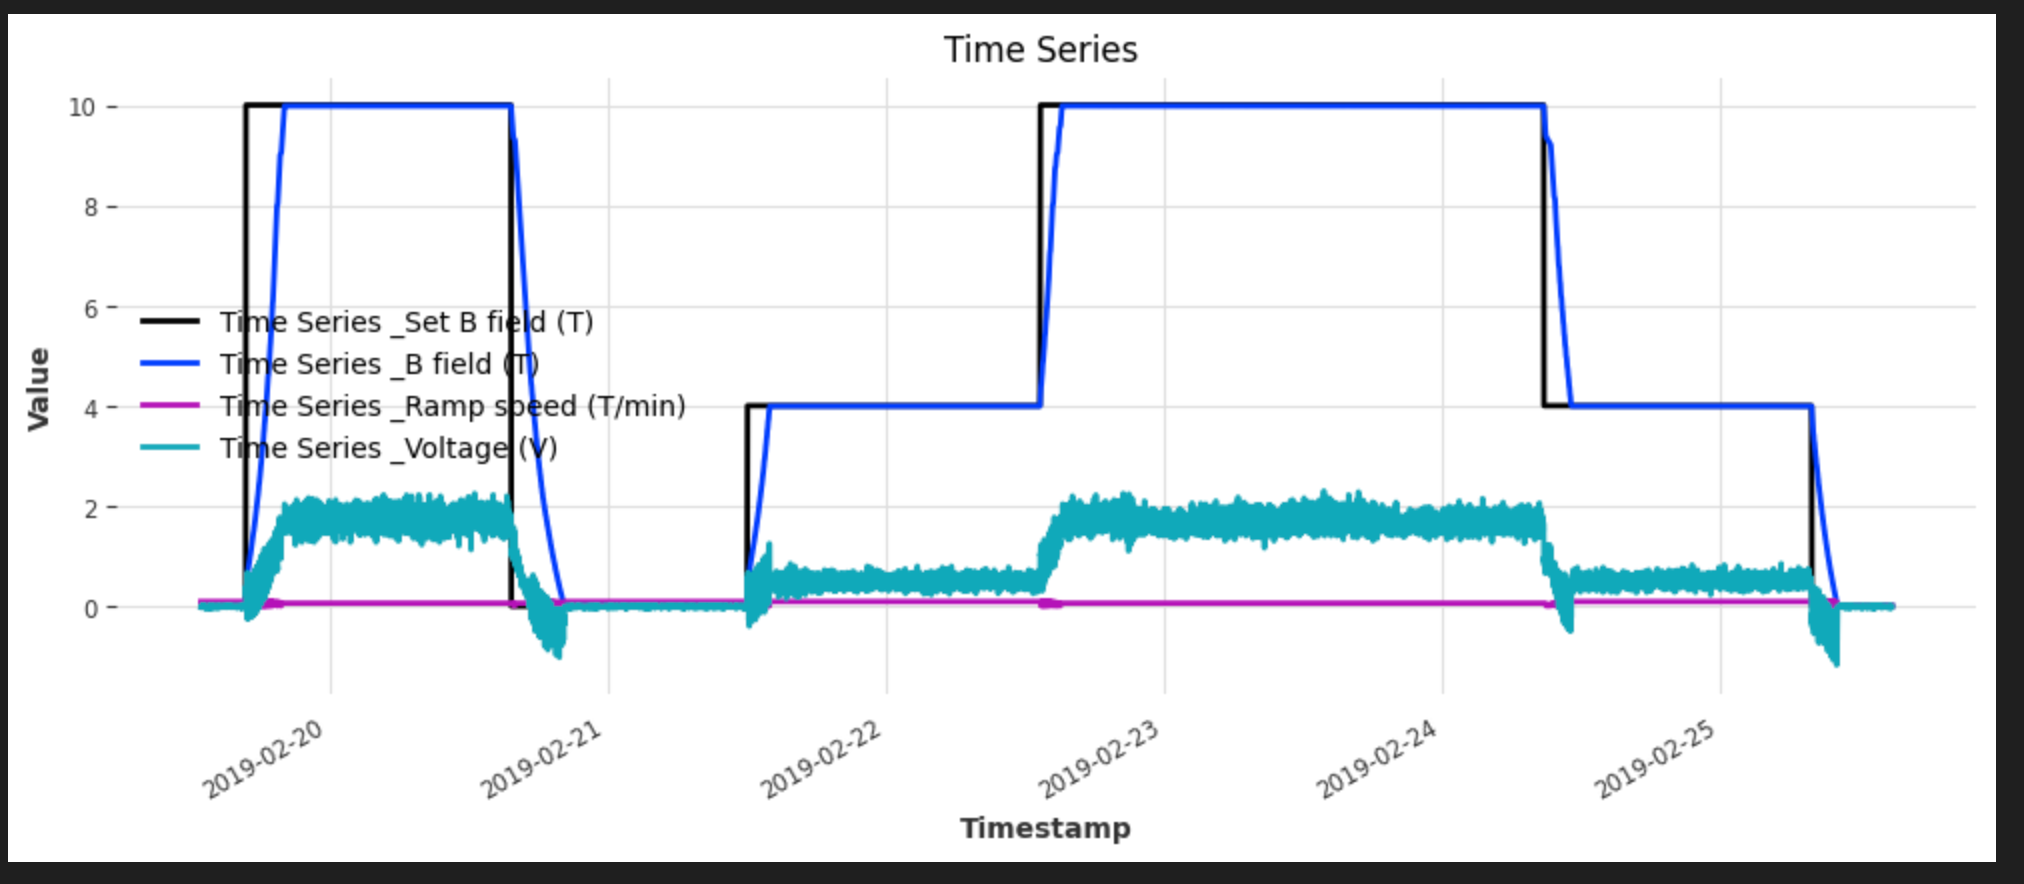 Time Series
10
8
6
4
2
0
Value
Time Series _Set B field (T)
Time Series _B field (T)
Time Series _Ramp speed (T/min)
Time Series _Voltage (V)
2019-02-20
2019-02-21
2019-02-22
2019-02-23
2019-02-24
2019-02-25
Timestamp